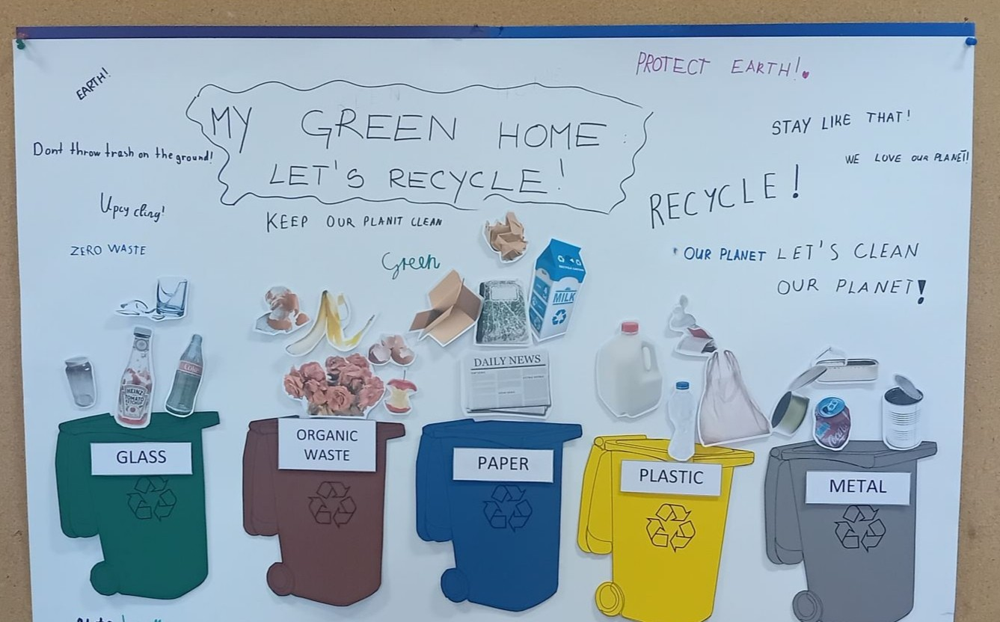 PROTECT EARTH!
EARTH!
MY GREEN HOME:
LET'S RECYCLE!
STAY LIKE THAT!
Dont throw trash on the ground!
WE LOVE OUR PLANET!
RECYCLE!
Upcycling!
KEEP OUR PLANIT CLEAN
ZERO WASTE
Green
OUR PLANET LET'S CLEAN
OUR PLANET!
MILK
DAILY NEWS
HEINZ
TOMATO
KETCHUP
GLASS
ORGANIC
WASTE
PAPER
PLASTIC
METAL